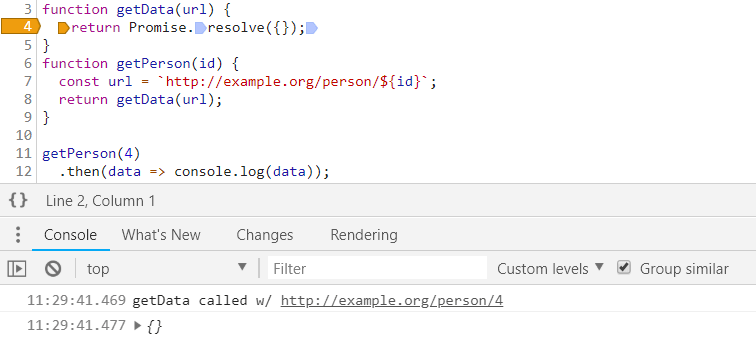 3 function getData(url) {
4 return Promise.resolve({});
5 }
6 function getPerson(id) {
7 const url = `http://example.org/person/${id}`;
8 return getData(url);
9 }
10
11 getPerson(4)
12 .then(data => console.log(data));
{} Line 2, Column 1
Console What's New Changes Rendering
top Filter Custom levels Group similar
11:29:41.469 getData called w/ http://example.org/person/4
11:29:41.477 {}